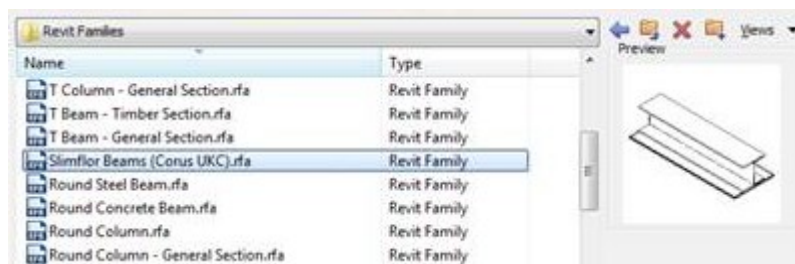 Revit Families
Views
Preview
Name Type
T Column - General Section.rfa Revit Family
T Beam - Timber Section.rfa Revit Family
T Beam - General Section.rfa Revit Family
Slimflor Beams (Corus UKC).rfa Revit Family
Round Steel Beam.rfa Revit Family
Round Concrete Beam.rfa Revit Family
Round Column.rfa Revit Family
Round Column - General Section.rfa Revit Family